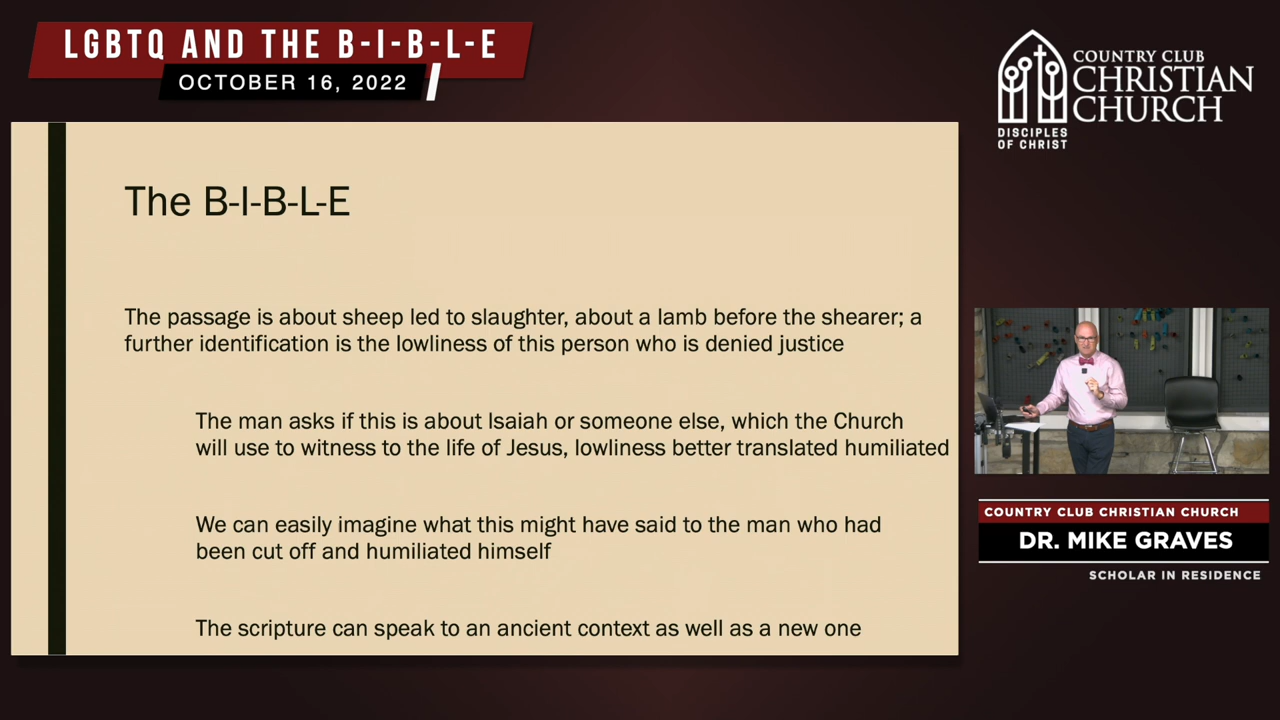 LGBTQ AND THE B-I-B-L-E
OCTOBER 16, 2022
COUNTRY CLUB
CHRISTIAN
CHURCH
DISCIPLES
OF CHRIST
The B-I-B-L-E
The passage is about sheep led to slaughter, about a lamb before the shearer; a
further identification is the lowliness of this person who is denied justice
The man asks if this is about Isaiah or someone else, which the Church
will use to witness to the life of Jesus, lowliness better translated humiliated
We can easily imagine what this might have said to the man who had
been cut off and humiliated himself
The scripture can speak to an ancient context as well as a new one
COUNTRY CLUB CHRISTIAN CHURCH
DR. MIKE GRAVES
SCHOLAR IN RESIDENCE